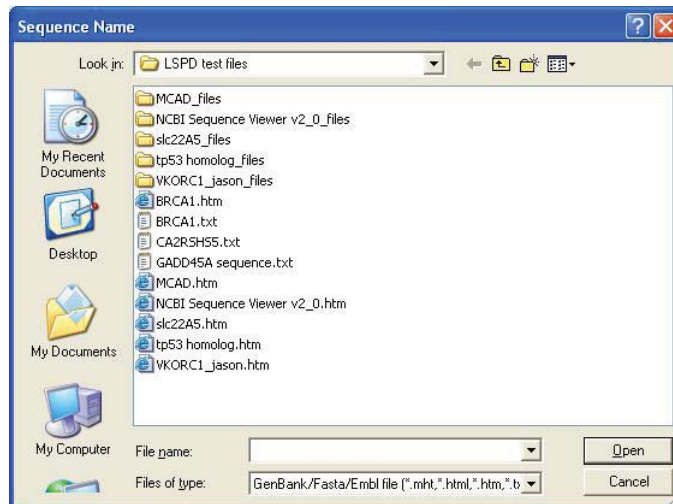 Sequence Name
Look in: LSPD test files
My Recent
Documents
Desktop
My Documents
My Computer
MCAD_files
NCBI Sequence Viewer v2_0_files
slc22A5_files
tp53 homolog_files
VKORC1_jason_files
BRCA1.htm
BRCA1.txt
CA2RSHS5.txt
GADD45A sequence.txt
MCAD.htm
NCBI Sequence Viewer v2_0.htm
slc22A5.htm
tp53 homolog.htm
VKORC1_jason.htm
File name: Open
Files of type: GenBank/Fasta/Embl file (*.mht,*.html,*.htm,*.t Cancel